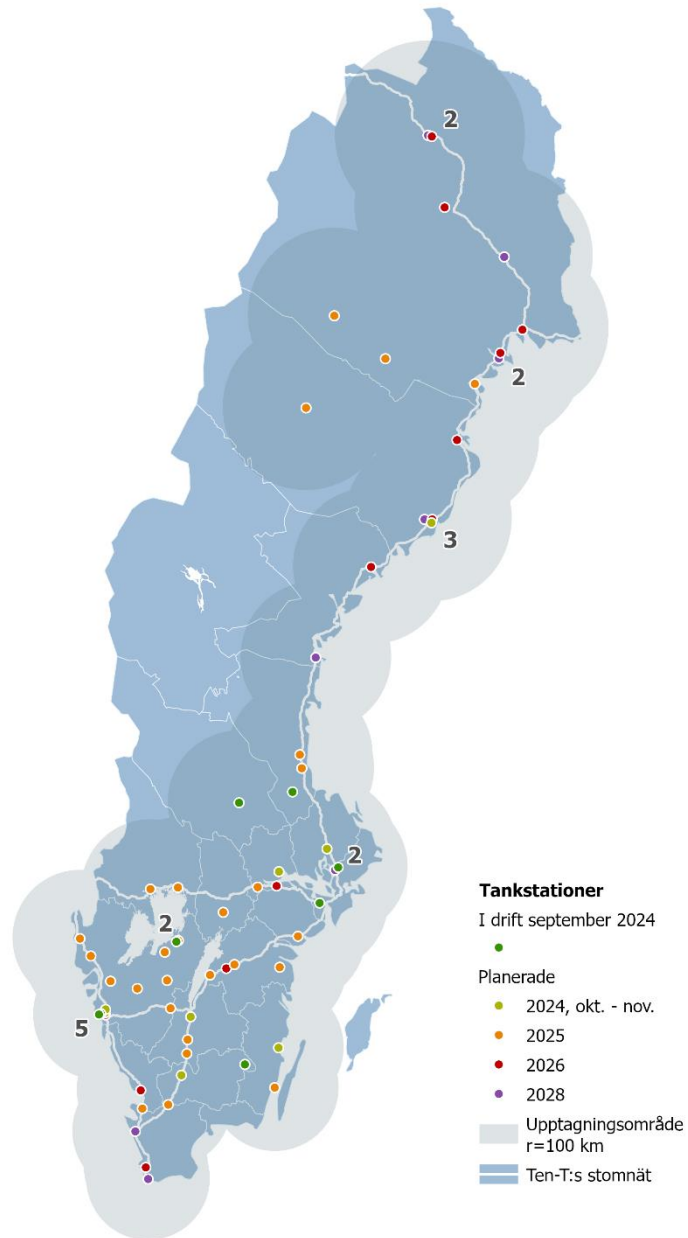 2
2
3
2
2
5
Tankstationer
I drift september 2024
Planerade
2024, okt. - nov.
2025
2026
2028
Upptagningsområde
r=100 km
Ten-T:s stomnät